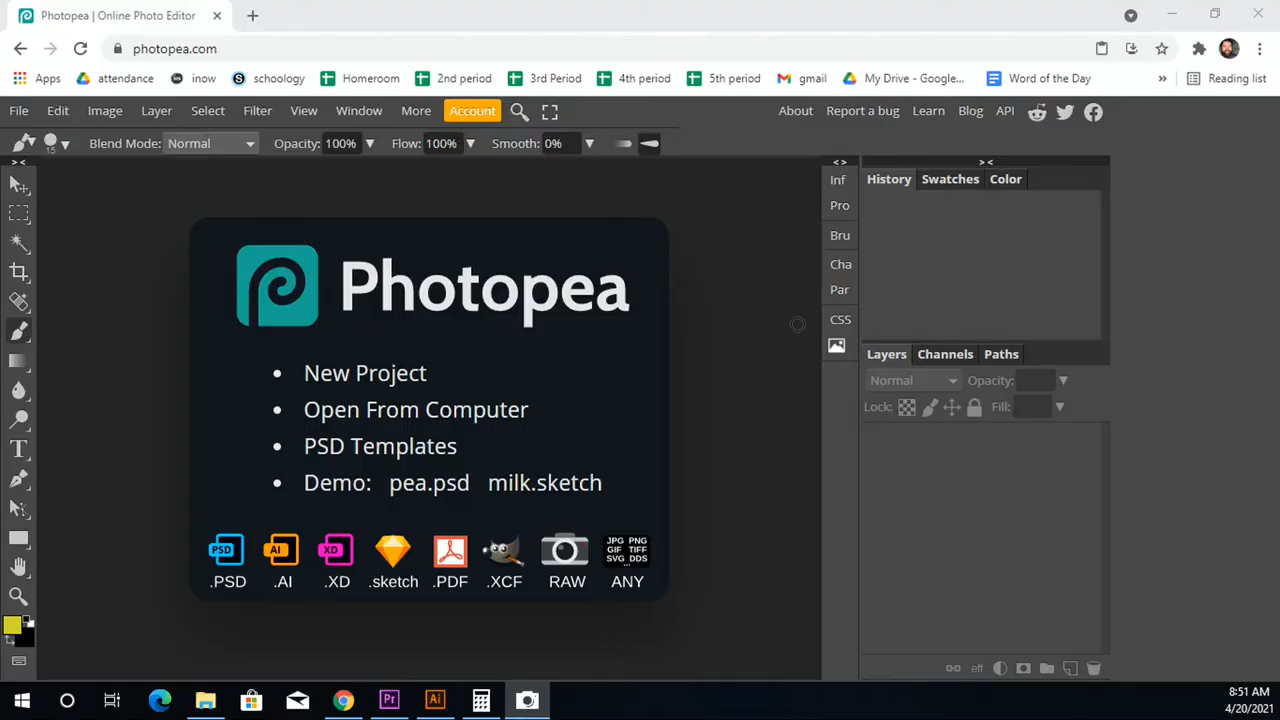 Photopea | Online Photo Editor
photopea.com
Apps attendance inow schoology Homeroom 2nd period 3rd Period 4th period 5th period gmail My Drive - Google... Word of the Day » Reading list
File Edit Image Layer Select Filter View Window More Account About Report a bug Learn Blog API
15 Blend Mode: Normal Opacity: 100% Flow: 100% Smooth: 0%
> < < > > <
Inf History Swatches Color
Pro
Bru
Cha
Par
CSS
Photopea
New Project
Open From Computer
PSD Templates
Demo: pea.psd milk.sketch
PSD AI XD JPG PNG
GIF TIFF
SVG DDS
...
.PSD .AI .XD .sketch .PDF .XCF RAW ANY
Layers Channels Paths
Normal Opacity:
Lock: Fill:
eff
T
Pr Ai
8:51 AM
4/20/2021